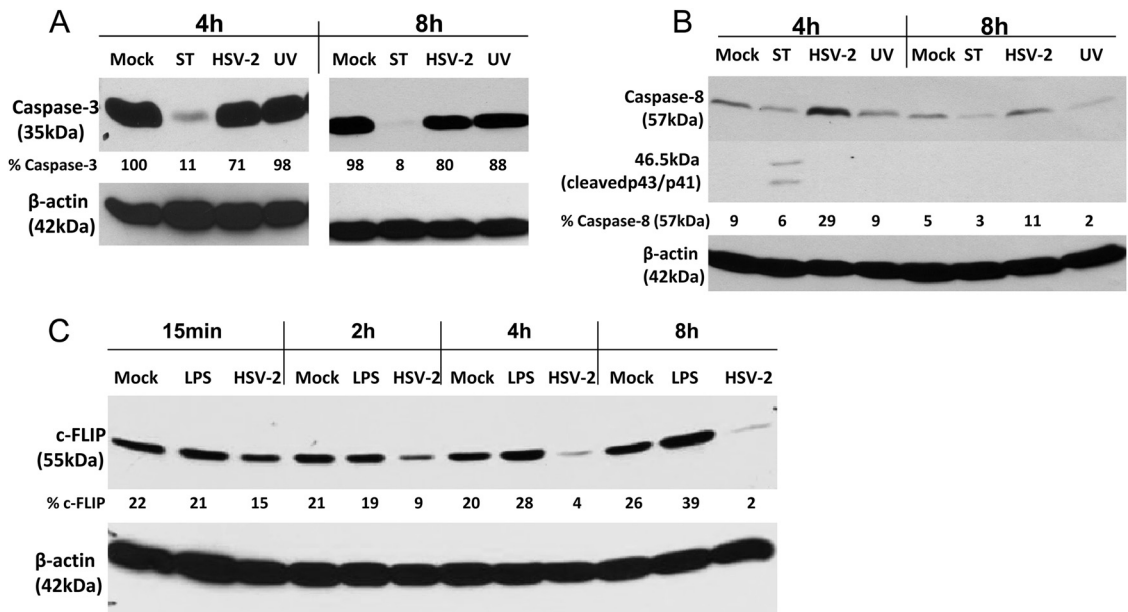 A
4h 8h
Mock ST HSV-2 UV Mock ST HSV-2 UV
Caspase-3
(35kDa)
% Caspase-3 100 11 71 98 98 8 80 88
β-actin
(42kDa)
B
4h 8h
Mock ST HSV-2 UV Mock ST HSV-2 UV
Caspase-8
(57kDa)
46.5kDa
(cleavedp43/p41)
% Caspase-8 (57kDa) 9 6 29 9 5 3 11 2
β-actin
(42kDa)
C
15min 2h 4h 8h
Mock LPS HSV-2 Mock LPS HSV-2 Mock LPS HSV-2 Mock LPS HSV-2
c-FLIP
(55kDa)
% c-FLIP 22 21 15 21 19 9 20 28 4 26 39 2
β-actin
(42kDa)